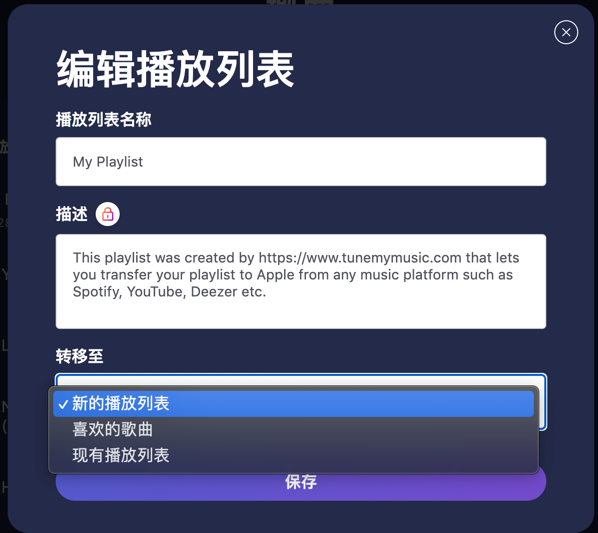 编辑播放列表
播放列表名称
My Playlist
描述
This playlist was created by https://www.tunemymusic.com that lets
you transfer your playlist to Apple from any music platform such as
Spotify, YouTube, Deezer etc.
转移至
新的播放列表
喜欢的歌曲
现有播放列表
保存